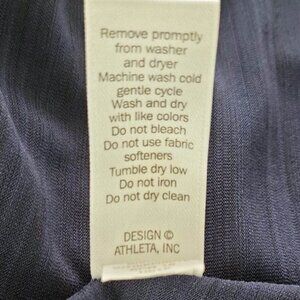 Remove promptly
from washer
and dryer
Machine wash cold
gentle cycle
Wash and dry
with like colors
Do not bleach
Do not use fabric
softeners
Tumble dry low
Do not iron
Do not dry clean
DESIGN ©
ATHLETA, INC